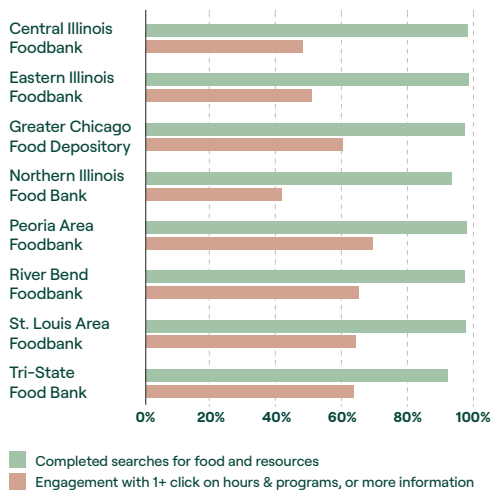 Central Illinois
Foodbank
Eastern Illinois
Foodbank
Greater Chicago
Food Depository
Northern Illinois
Food Bank
Peoria Area
Foodbank
River Bend
Foodbank
St. Louis Area
Foodbank
Tri-State
Food Bank
0% 20% 40% 60% 80% 100%
Completed searches for food and resources
Engagement with 1+ click on hours & programs, or more information